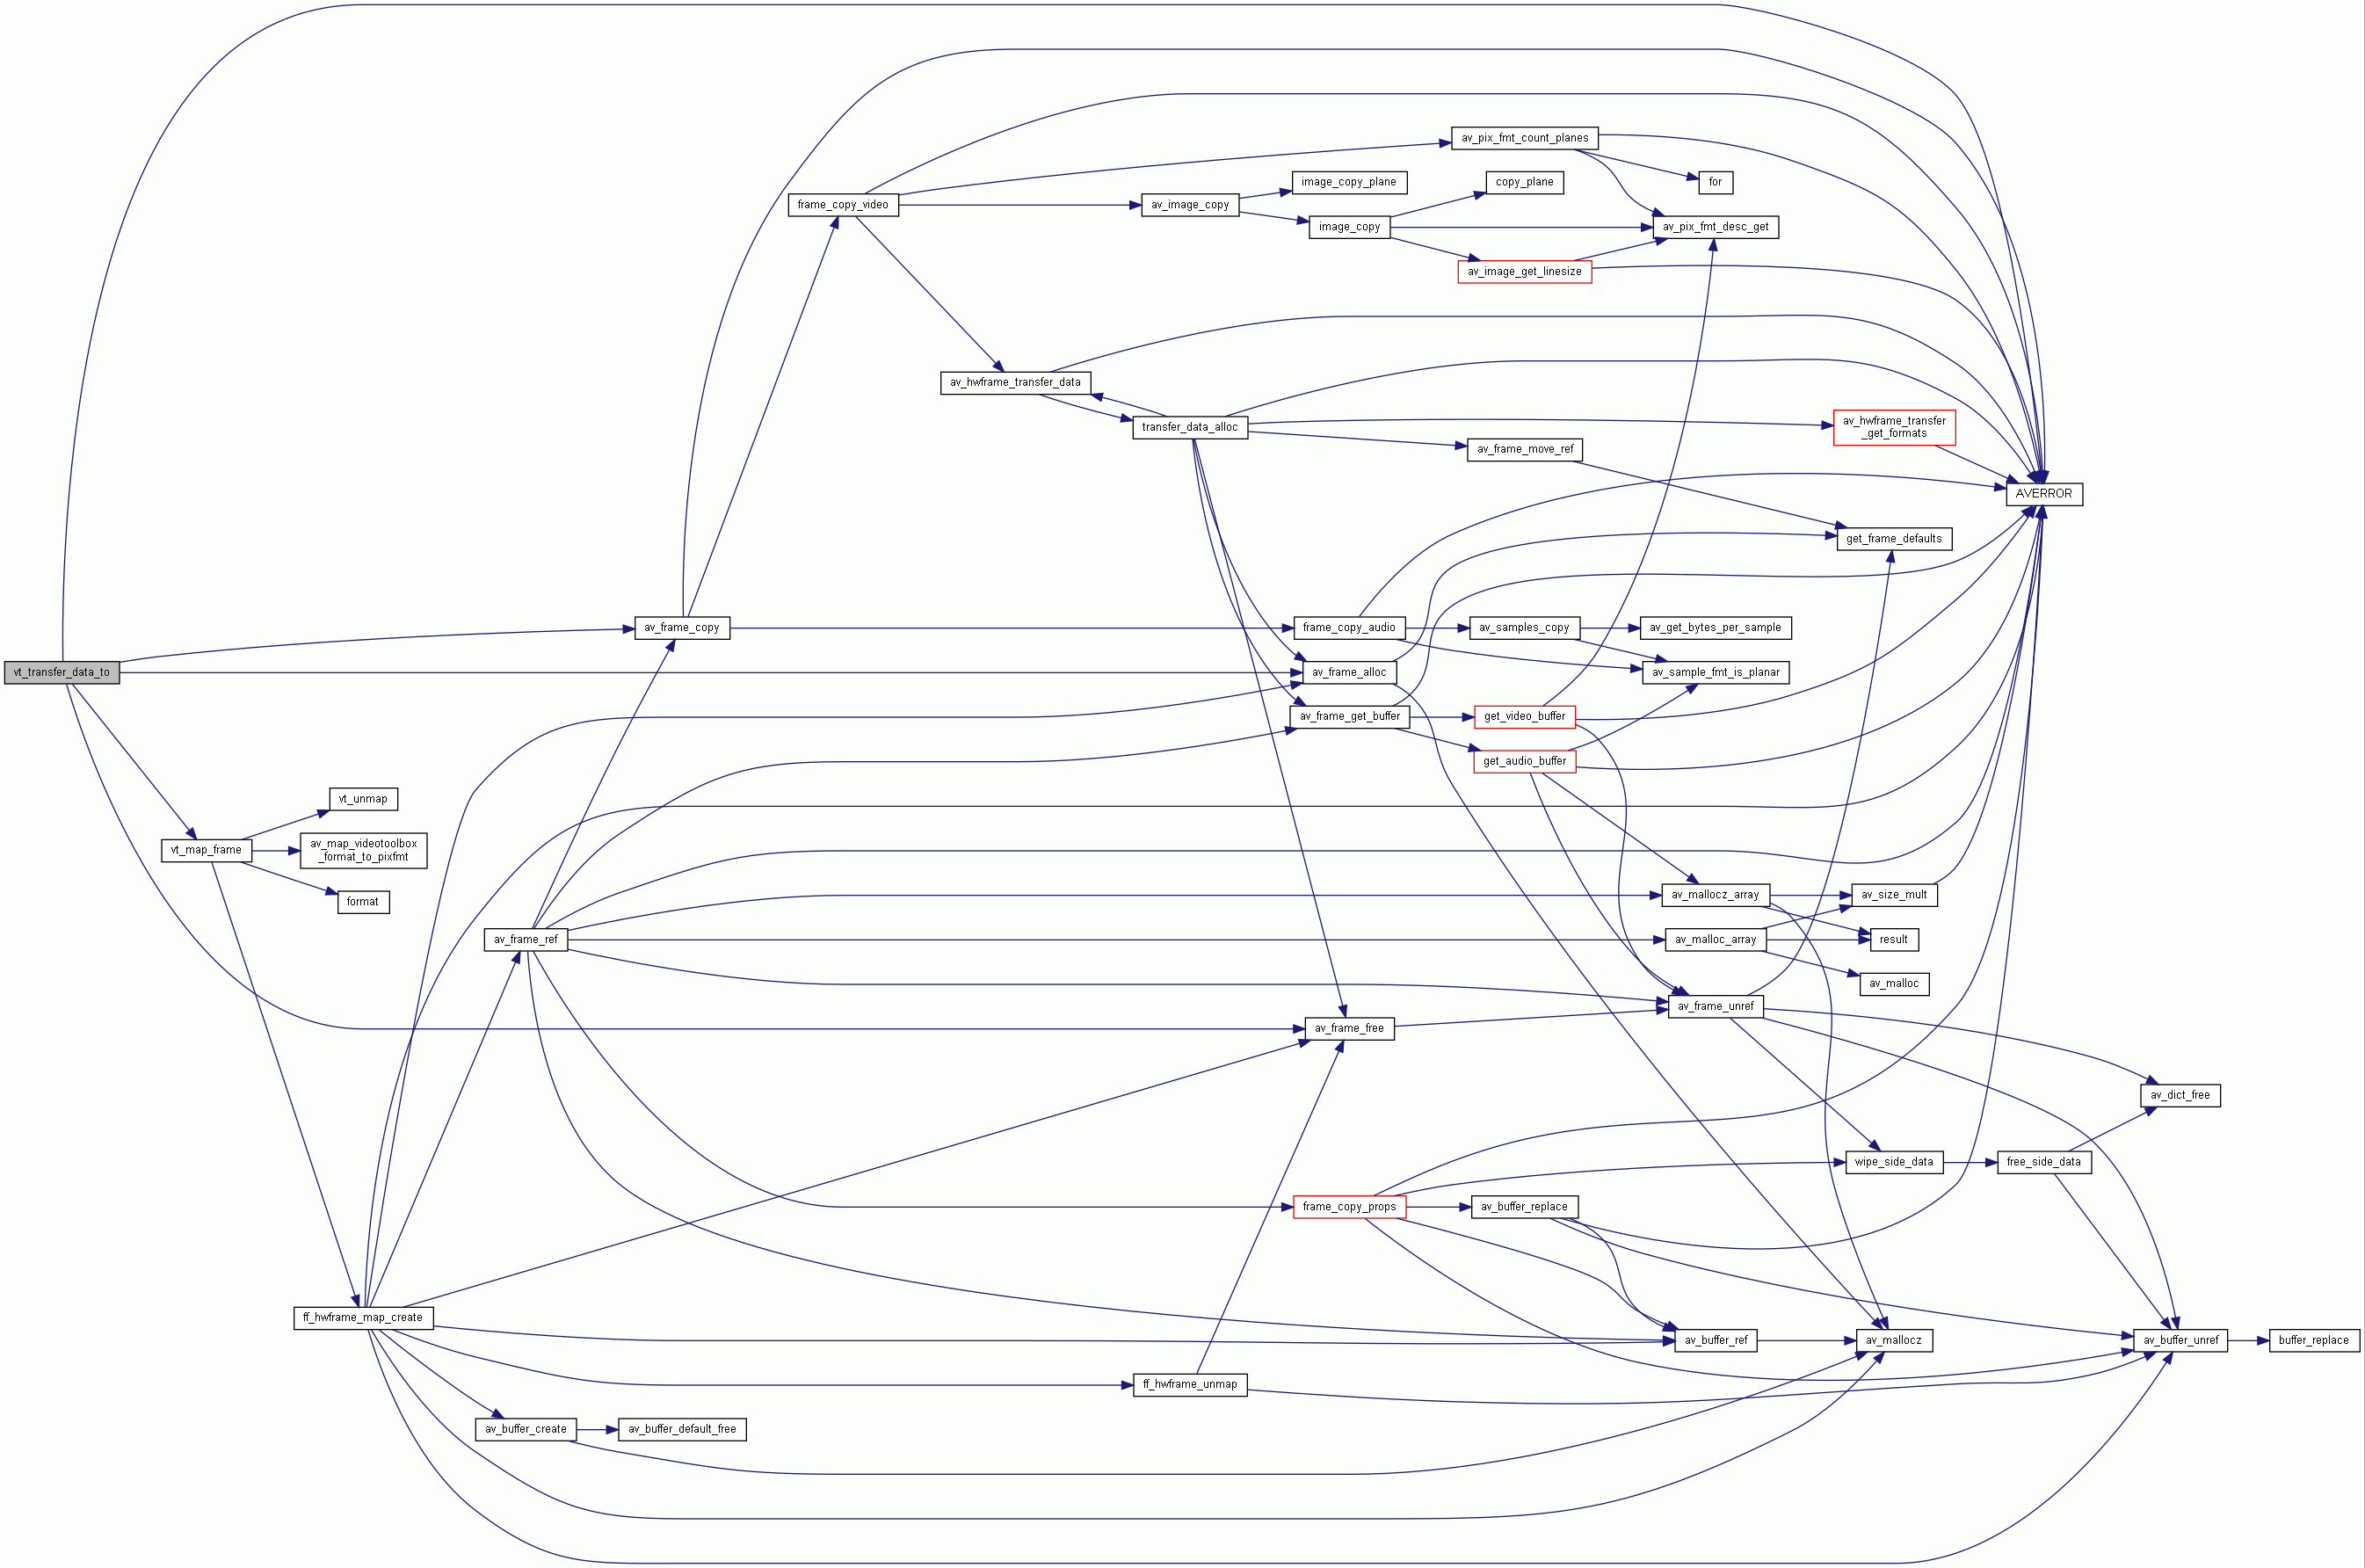 av_pix_fmt_count_planes
image_copy_plane
copy_plane
for
frame_copy_video
av_image_copy
image_copy
av_pix_fmt_desc_get
av_image_get_linesize
av_hwframe_transfer_data
transfer_data_alloc
av_hwframe_transfer
_get_formats
av_frame_move_ref
AVERROR
get_frame_defaults
av_frame_copy
frame_copy_audio
av_samples_copy
av_get_bytes_per_sample
vt_transfer_data_to
av_frame_alloc
av_sample_fmt_is_planar
av_frame_get_buffer
get_video_buffer
get_audio_buffer
vt_unmap
vt_map_frame
av_map_videotoolbox
_format_to_pixfmt
format
av_mallocz_array
av_size_mult
av_frame_ref
av_malloc_array
result
av_malloc
av_frame_unref
av_frame_free
av_dict_free
wipe_side_data
free_side_data
frame_copy_props
av_buffer_replace
ff_hwframe_map_create
av_buffer_ref
av_mallocz
av_buffer_unref
buffer_replace
ff_hwframe_unmap
av_buffer_create
av_buffer_default_free